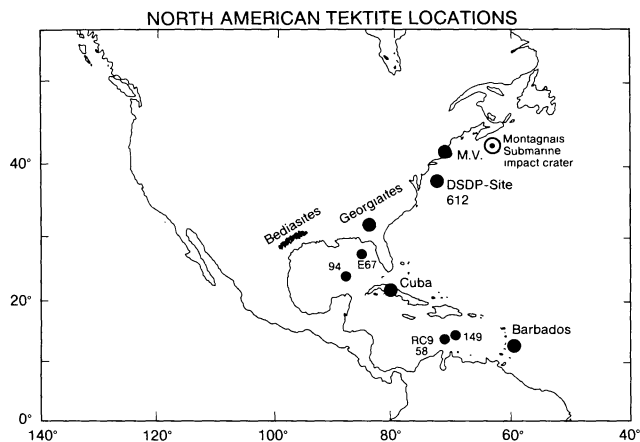 NORTH AMERICAN TEKTITE LOCATIONS
Montagnais
Submarine
impact crater
M.V.
40°
DSDP-Site
612
Georgiaites
Bediasites
94
E67
Cuba
20°
RC9
58
149
Barbados
0°
140°
120°
100°
80°
60°
40°